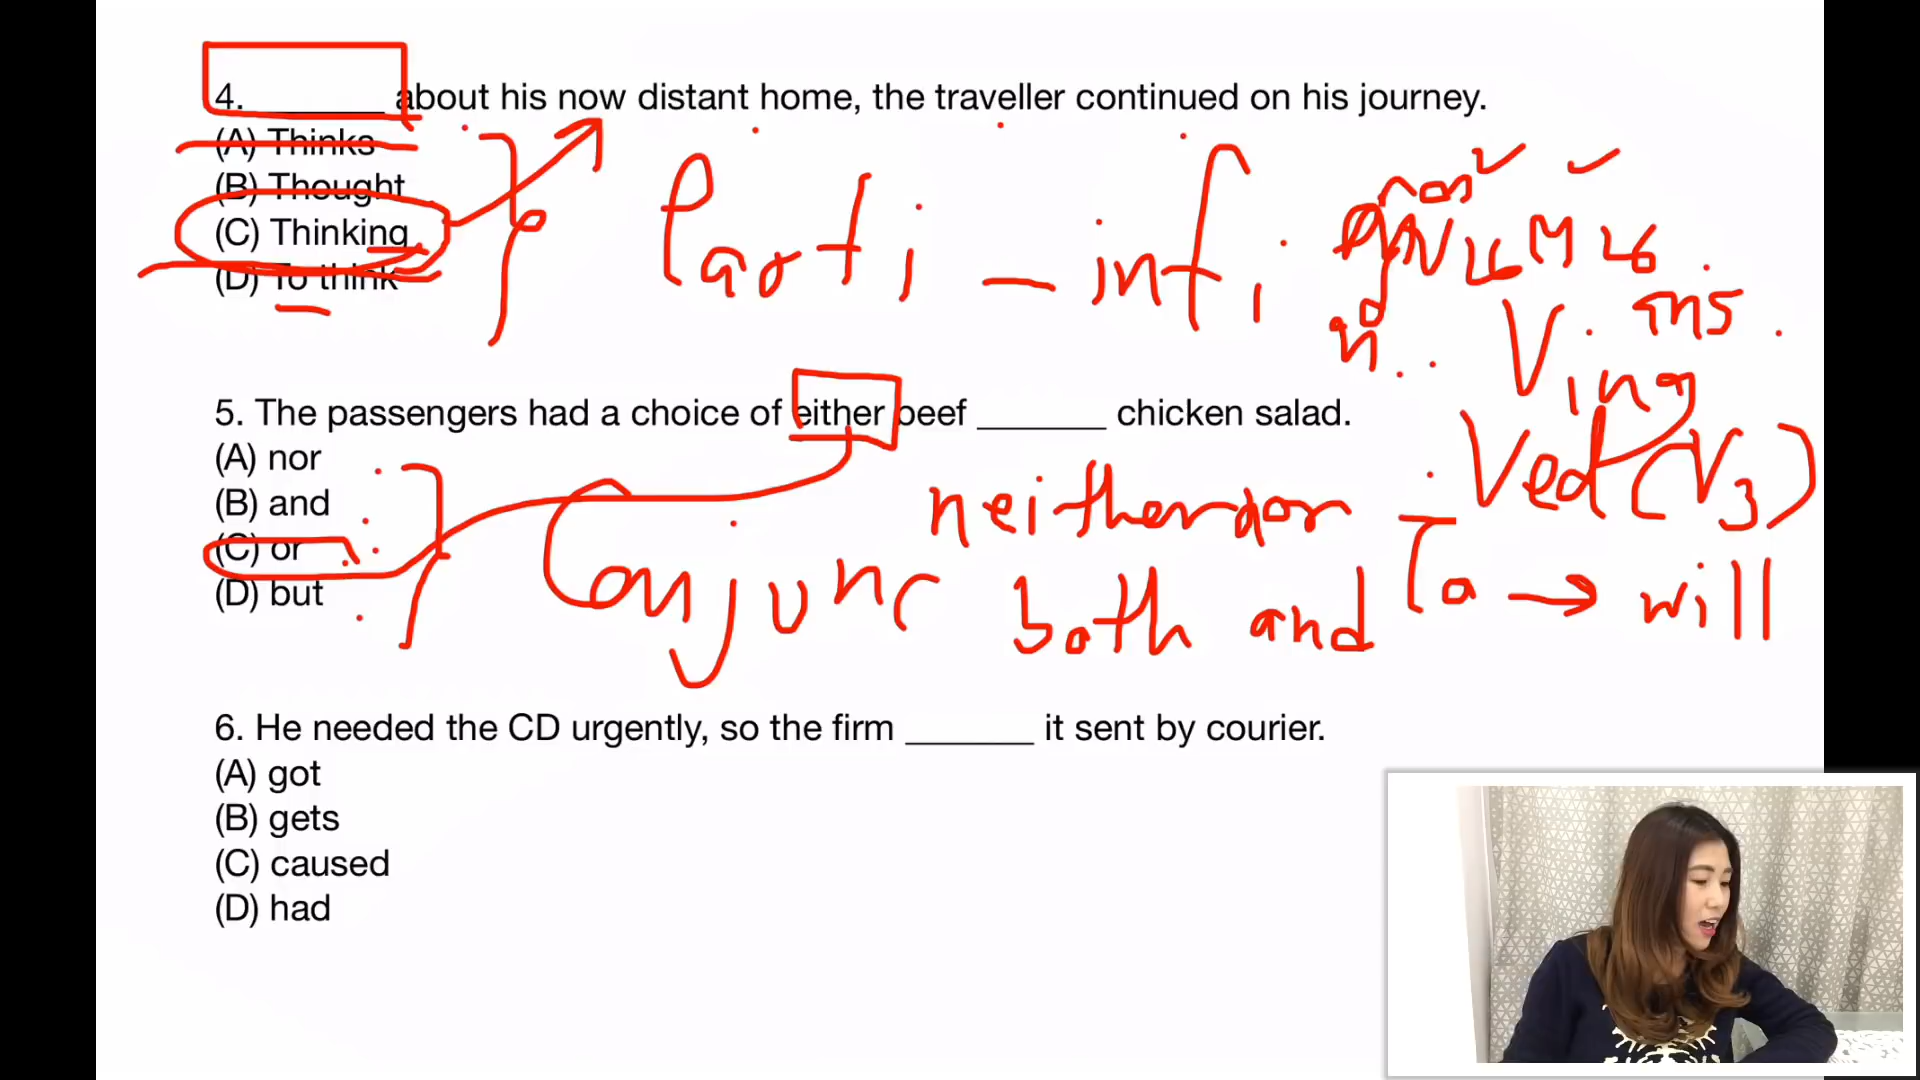 4. ________ about his now distant home, the traveller continued on his journey.
(A) Thinks
(B) Thought
(C) Thinking
(D) To think
Parti - infi
Ving
Ved (V3)
To → will
5. The passengers had a choice of either beef _______ chicken salad.
(A) nor
(B) and
(C) or
(D) but
neither nor
Conjunc both and
6. He needed the CD urgently, so the firm _______ it sent by courier.
(A) got
(B) gets
(C) caused
(D) had